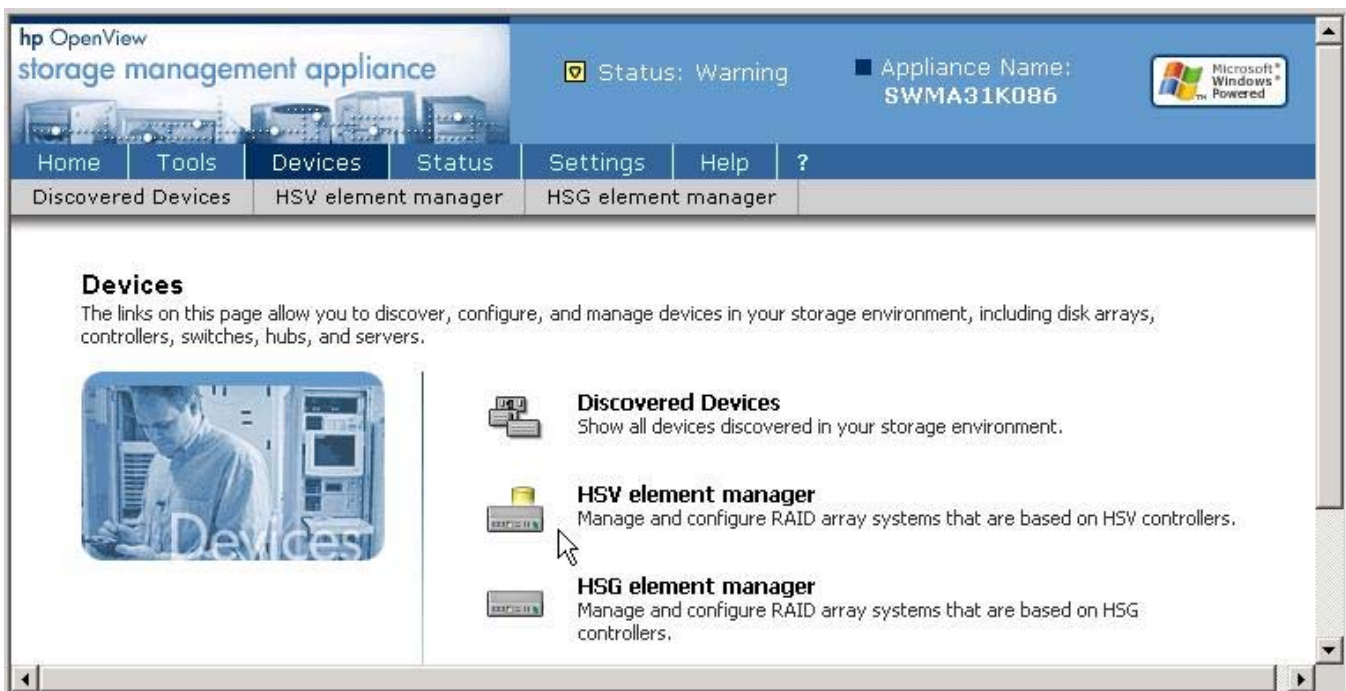 hp OpenView
storage management appliance
Status: Warning
Appliance Name:
SWMA31K086
Microsoft®
Windows®
Powered
TM
Home Tools Devices Status Settings Help ?
Discovered Devices HSV element manager HSG element manager
Devices
The links on this page allow you to discover, configure, and manage devices in your storage environment, including disk arrays,
controllers, switches, hubs, and servers.
Devices
Discovered Devices
Show all devices discovered in your storage environment.
HSV element manager
Manage and configure RAID array systems that are based on HSV controllers.
HSG element manager
Manage and configure RAID array systems that are based on HSG
controllers.